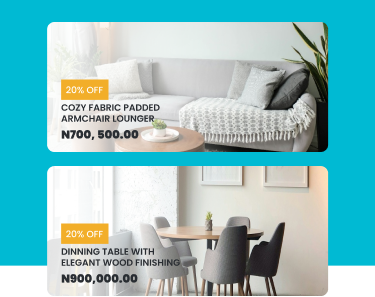 20% OFF
COZY FABRIC PADDED
ARMCHAIR LOUNGER
N700, 500.00
20% OFF
DINNING TABLE WITH
ELEGANT WOOD FINISHING
N900,000.00